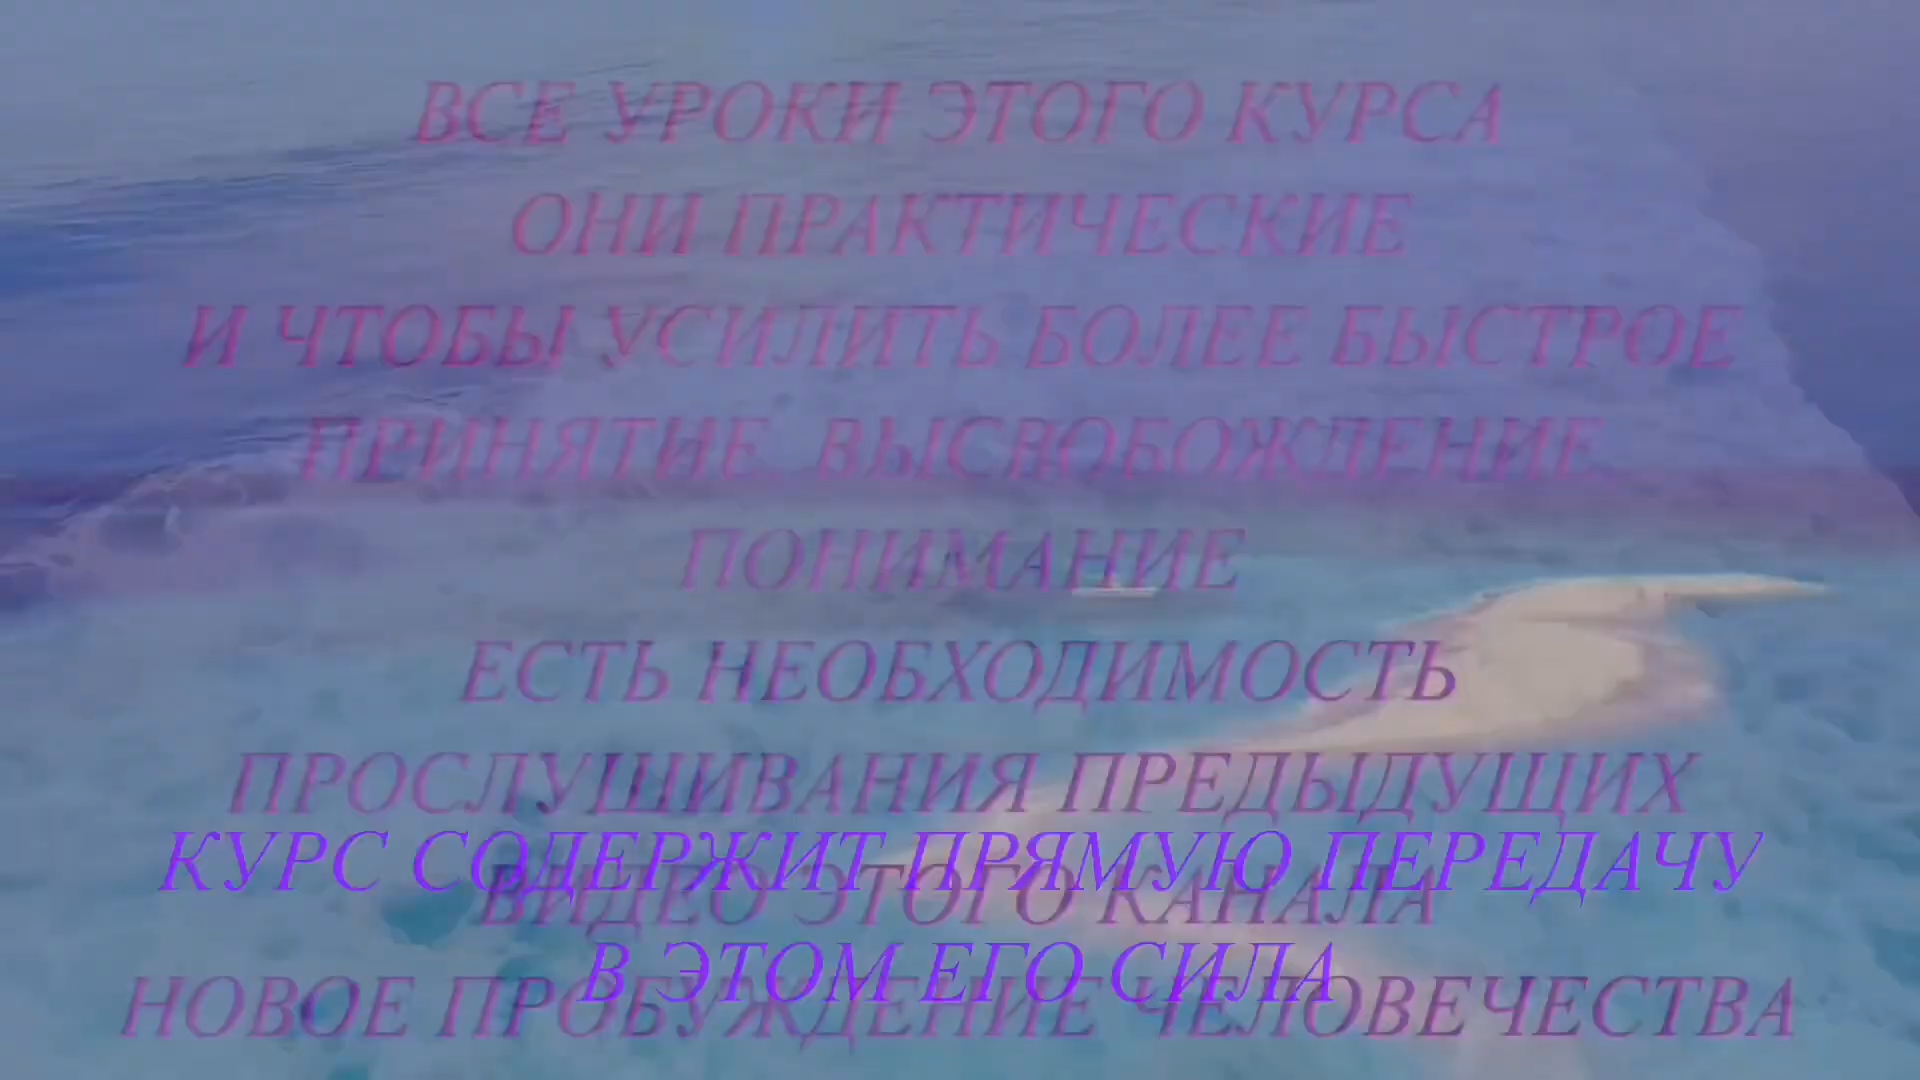 ВСЕ УРОКИ ЭТОГО КУРСА
ОНИ ПРАКТИЧЕСКИЕ
И ЧТОБЫ УСИЛИТЬ БОЛЕЕ БЫСТРОЕ
ПРИНЯТИЕ, ВЫСВОБОЖДЕНИЕ,
ПОНИМАНИЕ
ЕСТЬ НЕОБХОДИМОСТЬ
ПРОСЛУШИВАНИЯ ПРЕДЫДУЩИХ
КУРС СОДЕРЖИТ ПРЯМУЮ ПЕРЕДАЧУ
ВИДЕО ЭТОГО КАНАЛА
В ЭТОМ ЕГО СИЛА
НОВОЕ ПРОБУЖДЕНИЕ ЧЕЛОВЕЧЕСТВА